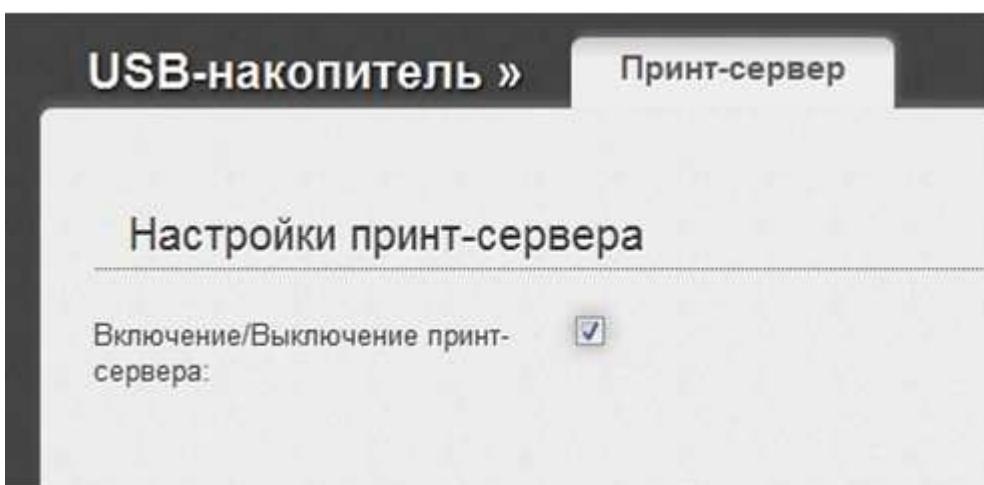 USB-накопитель »
Принт-сервер
Настройки принт-сервера
Включение/Выключение принт-
сервера: